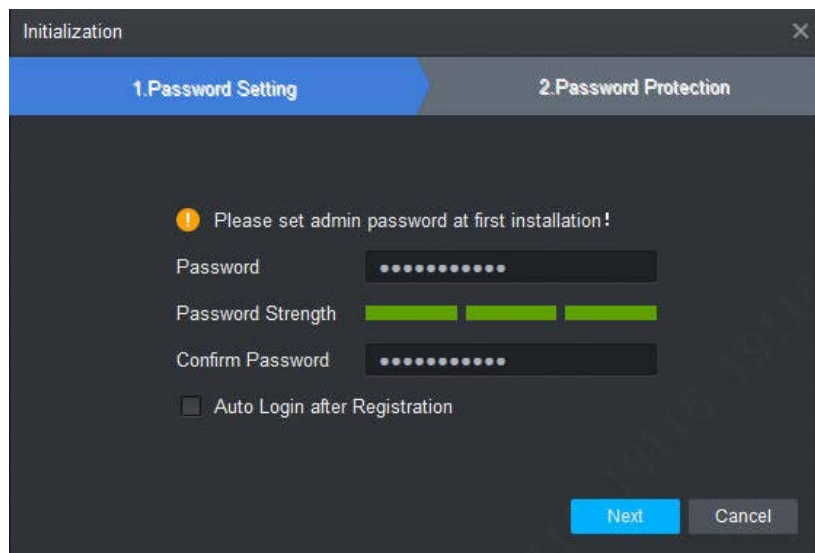 Initialization
1.Password Setting
2.Password Protection
Please set admin password at first installation!
Password
●●●●●●●●●●●
Password Strength
Confirm Password
●●●●●●●●●●●
Auto Login after Registration
Next
Cancel